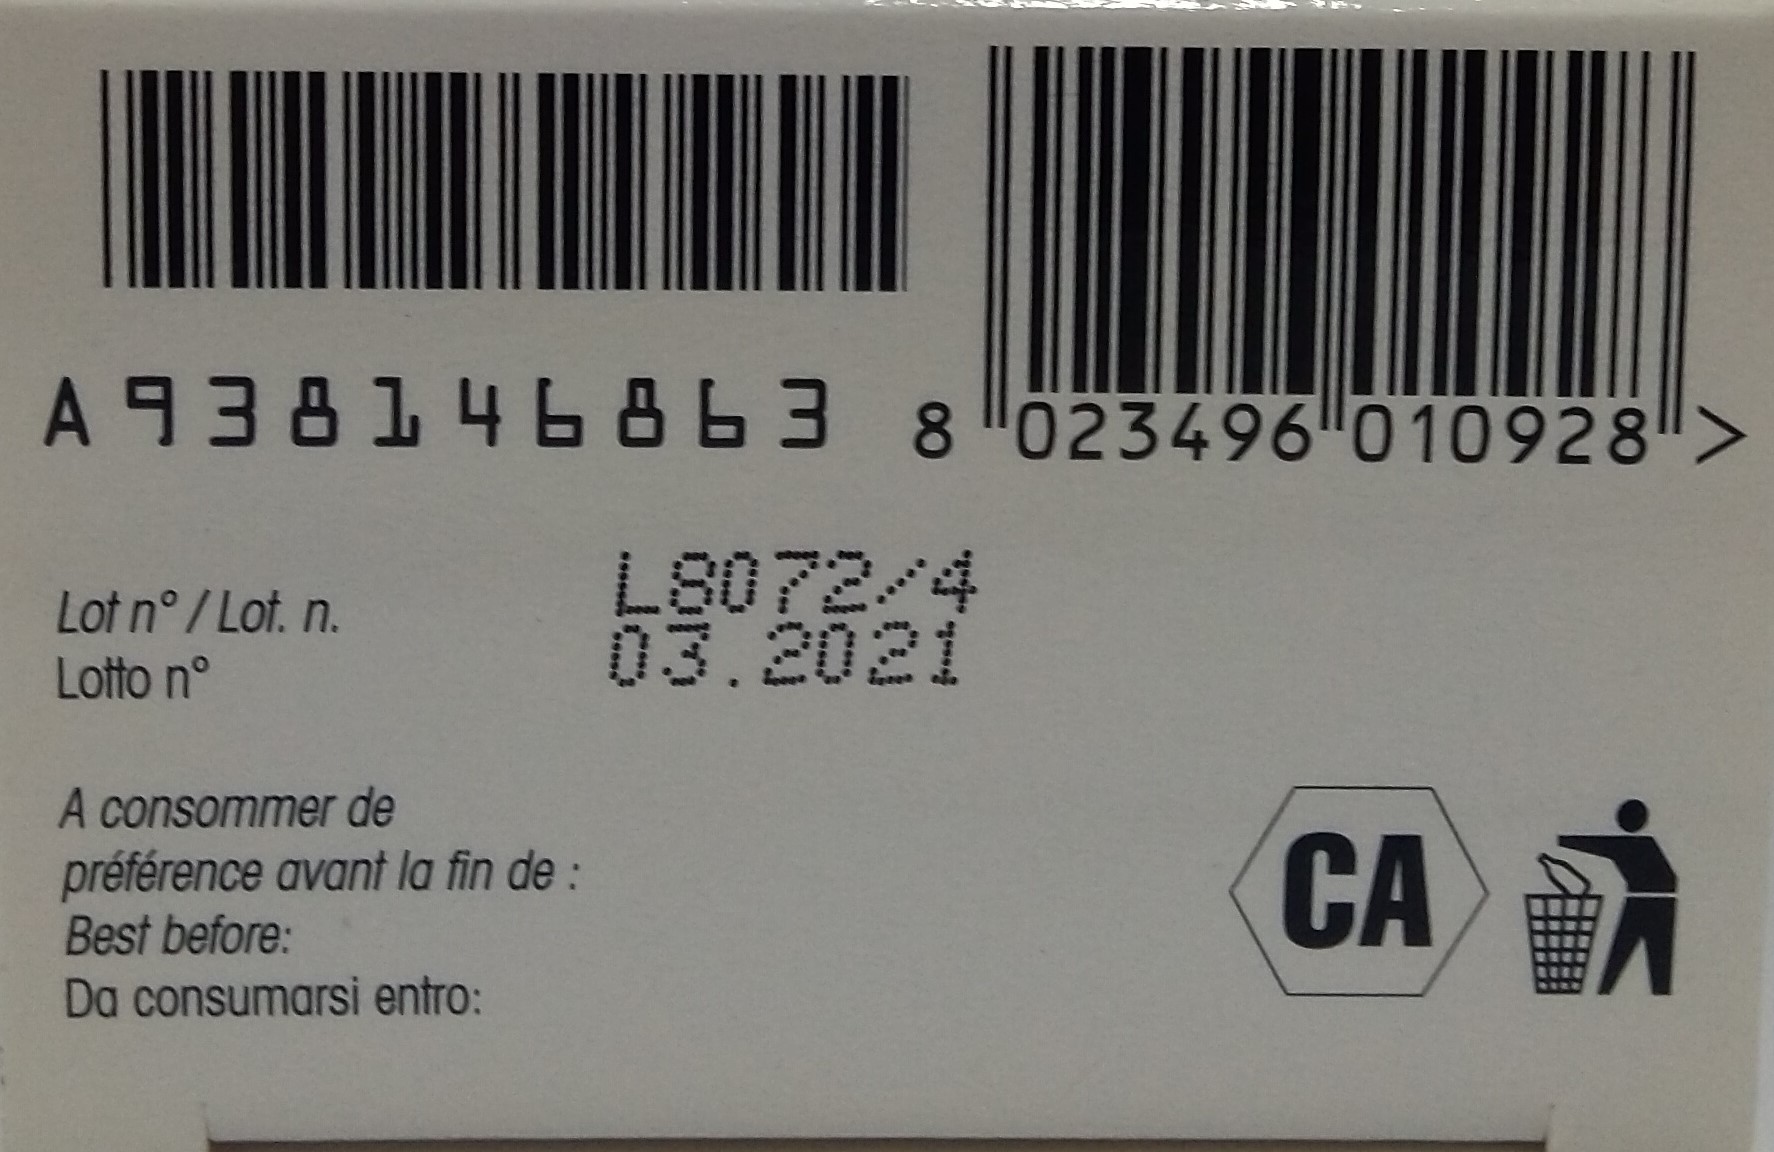 A938146863
8 023496 010928 >
Lot n° / Lot. n.
Lotto n°
L8072/4
03.2021
A consommer de
préférence avant la fin de :
Best before:
Da consumarsi entro:
CA